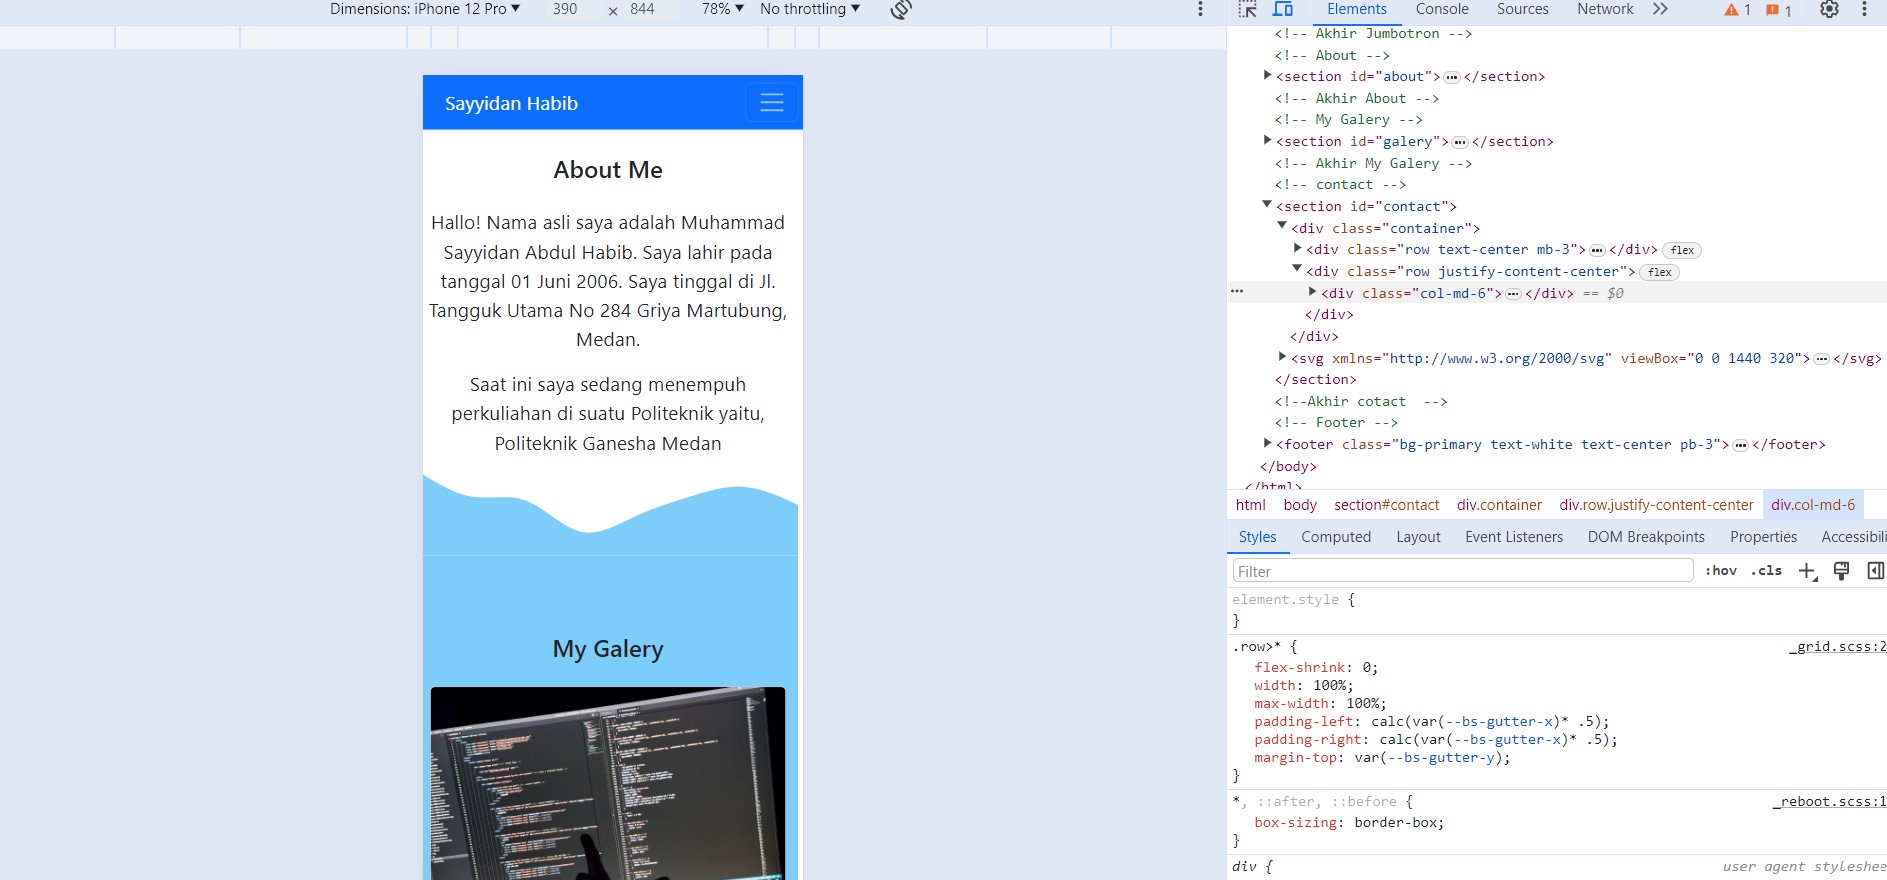 Dimensions: iPhone 12 Pro ▼ 390 × 844 78% ▼ No throttling ▼
Elements Console Sources Network 1 1
Sayyidan Habib
About Me
Hallo! Nama asli saya adalah Muhammad
Sayyidan Abdul Habib. Saya lahir pada
tanggal 01 Juni 2006. Saya tinggal di Jl.
Tangguk Utama No 284 Griya Martubung,
Medan.
Saat ini saya sedang menempuh
perkuliahan di suatu Politeknik yaitu,
Politeknik Ganesha Medan
My Galery
<!-- Akhir Jumbotron -->
<!-- About -->
<section id="about">…</section>
<!-- Akhir About -->
<!-- My Galery -->
<section id="galery">…</section>
<!-- Akhir My Galery -->
<!-- contact -->
<section id="contact">
<div class="container">
<div class="row text-center mb-3">…</div> flex
<div class="row justify-content-center"> flex
<div class="col-md-6">…</div> == $0
</div>
</div>
<svg xmlns="http://www.w3.org/2000/svg" viewBox="0 0 1440 320">…</svg>
</section>
<!--Akhir cotact  -->
<!-- Footer -->
<footer class="bg-primary text-white text-center pb-3">…</footer>
</body>
</html>
html body section#contact div.container div.row.justify-content-center div.col-md-6
Styles Computed Layout Event Listeners DOM Breakpoints Properties Accessibili
Filter :hov .cls
element.style {
}
.row>* { _grid.scss:2
flex-shrink: 0;
width: 100%;
max-width: 100%;
padding-left: calc(var(--bs-gutter-x)* .5);
padding-right: calc(var(--bs-gutter-x)* .5);
margin-top: var(--bs-gutter-y);
}
*, ::after, ::before { _reboot.scss:1
box-sizing: border-box;
}
div { user agent styleshee